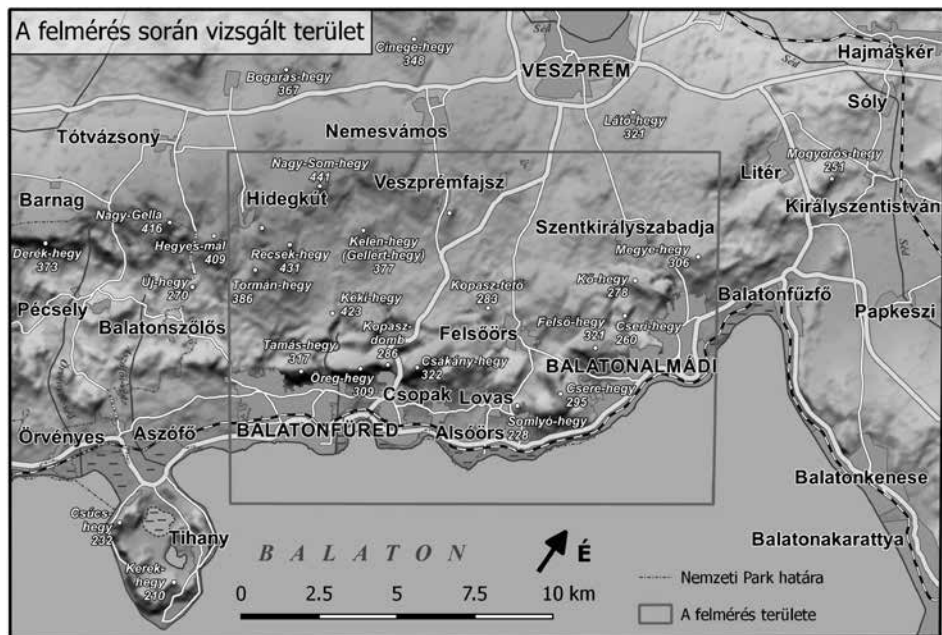 A felmérés során vizsgált terület
Cinege-hegy
348
Séd
Séd
Hajmáskér
Bogaras-hegy
367
VESZPRÉM
Sóly
Tótvázsony
Nemesvámos
Látó-hegy
321
Nagy-Som-hegy
441
Veszprémfajsz
Litér
Mogyorós-hegy
251
Barnag
Hidegkút
Nagy-Gella
416
Királyszentistván
Szentkirályszabadja
Derék-hegy
373
Hegyes-mál
409
Recsek-hegy
431
Kelén-hegy
(Gellért-hegy)
377
Megye-hegy
306
Séd
Új-hegy
270
Tormán-hegy
386
Kopasz-tető
283
Kő-hegy
278
Balatonfűzfő
Pécsely
Kéki-hegy
423
Papkeszi
Balatonszőlős
Kopasz-
domb
286
Felsőörs
Felső-hegy
321
Cseri-hegy
260
Tamás-hegy
317
Csákány-hegy
322
BALATONALMÁDI
Öreg-hegy
309
Csopak
Lovas
Csere-hegy
295
Örvényes
Aszófő
BALATONFÜRED
Alsóörs
Somlyó-hegy
228
Balatonkenese
Csúcs-
hegy
232
Tihany
Balatonakarattya
BALATON
É
Kerek-
hegy
210
Nemzeti Park határa
0 2.5 5 7.5 10 km
A felmérés területe